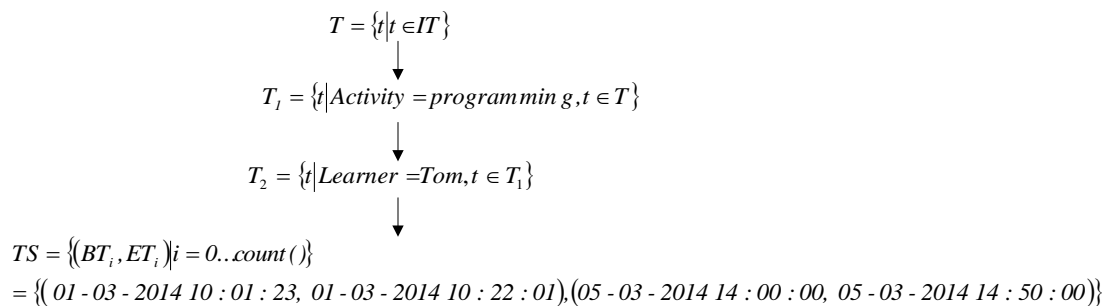 T = {t|t ∈IT}
T₁ = {t|Activity = programmin g, t ∈ T}
T₂ = {t|Learner =Tom, t ∈ T₁}
TS = {(BTᵢ, ETᵢ)|i = 0...count ()}
= {( 01 - 03 - 2014 10 : 01 : 23, 01 - 03 - 2014 10 : 22 : 01), (05 - 03 - 2014 14 : 00 : 00, 05 - 03 - 2014 14 : 50 : 00)}